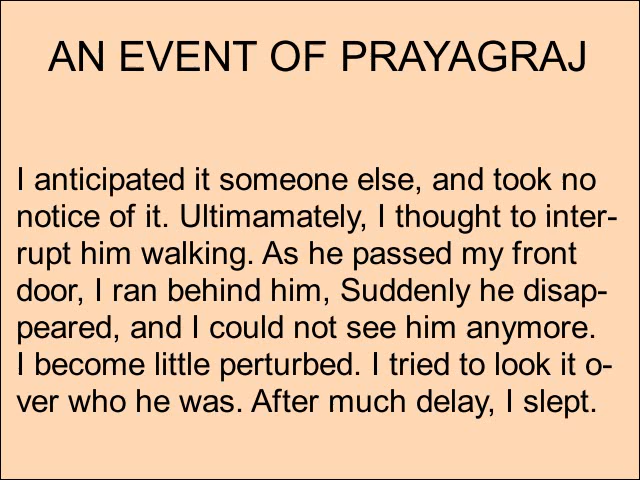 AN EVENT OF PRAYAGRAJ
I anticipated it someone else, and took no
notice of it. Ultimamately, I thought to inter-
rupt him walking. As he passed my front
door, I ran behind him, Suddenly he disap-
peared, and I could not see him anymore.
I become little perturbed. I tried to look it o-
ver who he was. After much delay, I slept.